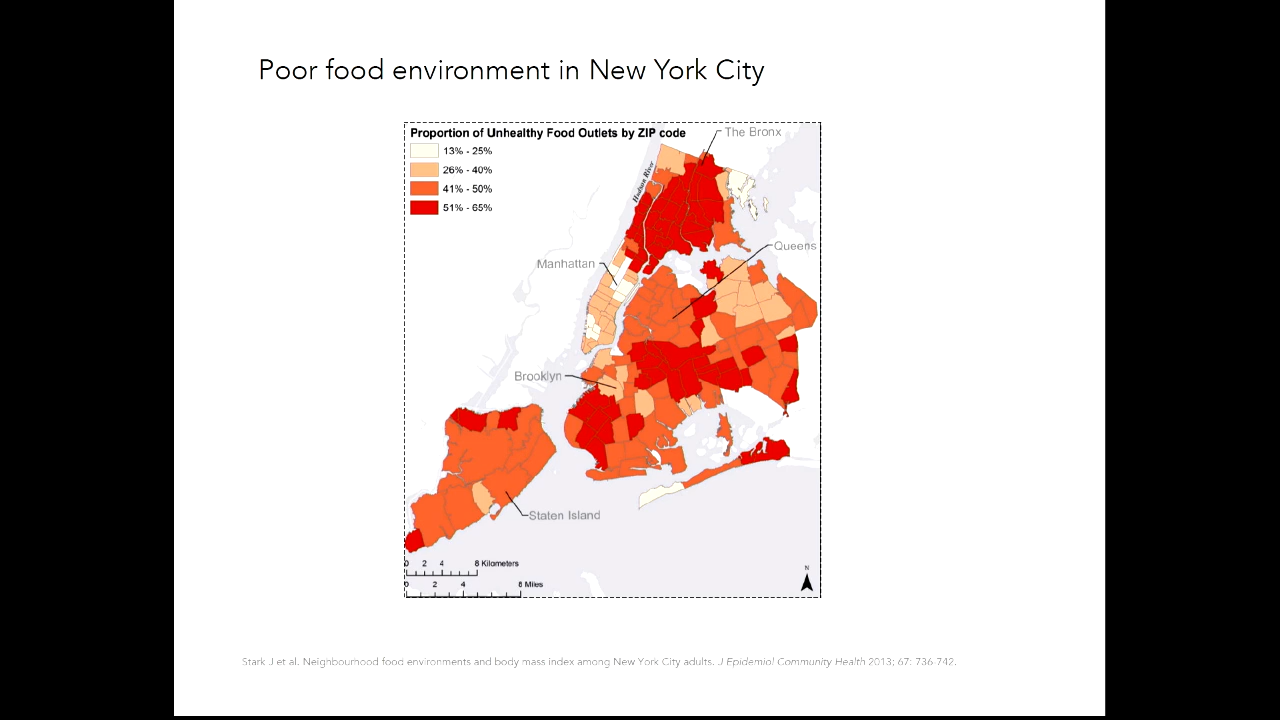 Poor food environment in New York City
Proportion of Unhealthy Food Outlets by ZIP code
13% - 25%
26% - 40%
41% - 50%
51% - 65%
The Bronx
Hudson River
Queens
Manhattan
Brooklyn
Staten Island
0 2 4 8 Kilometers
0 2 4 8 Miles
N
Stark J et al. Neighbournood food environments and body mass index among New York City adults. J Epidemiol Community Health 2013; 67: 736-742.